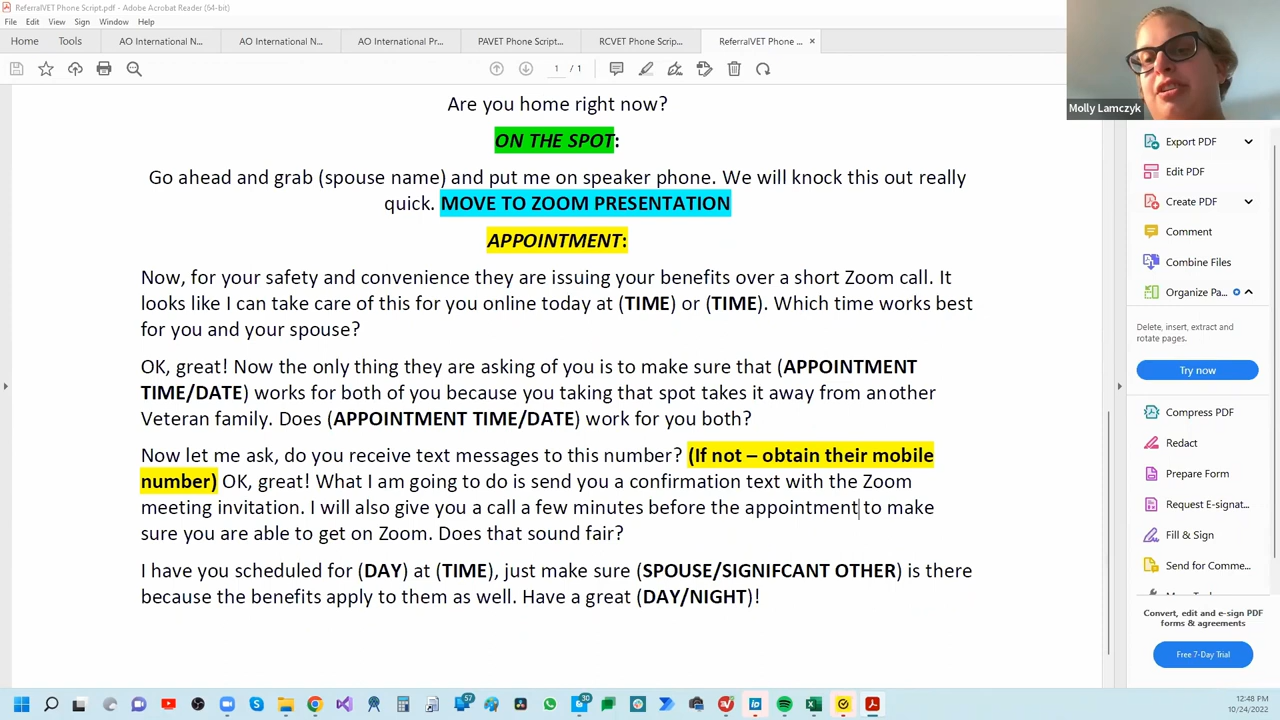 ReferralVET Phone Script.pdf - Adobe Acrobat Reader (64-bit)
File Edit View Sign Window Help
Home Tools AO International N... AO International N... AO International Pr... PAVET Phone Script... RCVET Phone Scrip... ReferralVET Phone ... ×
1 / 1
Molly Lamczyk
Are you home right now?
ON THE SPOT:
Go ahead and grab (spouse name) and put me on speaker phone. We will knock this out really
quick. MOVE TO ZOOM PRESENTATION
APPOINTMENT:
Now, for your safety and convenience they are issuing your benefits over a short Zoom call. It
looks like I can take care of this for you online today at (TIME) or (TIME). Which time works best
for you and your spouse?
OK, great! Now the only thing they are asking of you is to make sure that (APPOINTMENT
TIME/DATE) works for both of you because you taking that spot takes it away from another
Veteran family. Does (APPOINTMENT TIME/DATE) work for you both?
Now let me ask, do you receive text messages to this number? (If not – obtain their mobile
number) OK, great! What I am going to do is send you a confirmation text with the Zoom
meeting invitation. I will also give you a call a few minutes before the appointment to make
sure you are able to get on Zoom. Does that sound fair?
I have you scheduled for (DAY) at (TIME), just make sure (SPOUSE/SIGNIFCANT OTHER) is there
because the benefits apply to them as well. Have a great (DAY/NIGHT)!
Export PDF
Edit PDF
Create PDF
Comment
Combine Files
Organize Pa...
Delete, insert, extract and
rotate pages.
Try now
Compress PDF
Redact
Prepare Form
Request E-signat...
Fill & Sign
Send for Comme...
Convert, edit and e-sign PDF
forms & agreements
Free 7-Day Trial
57
30
12:48 PM
10/24/2022